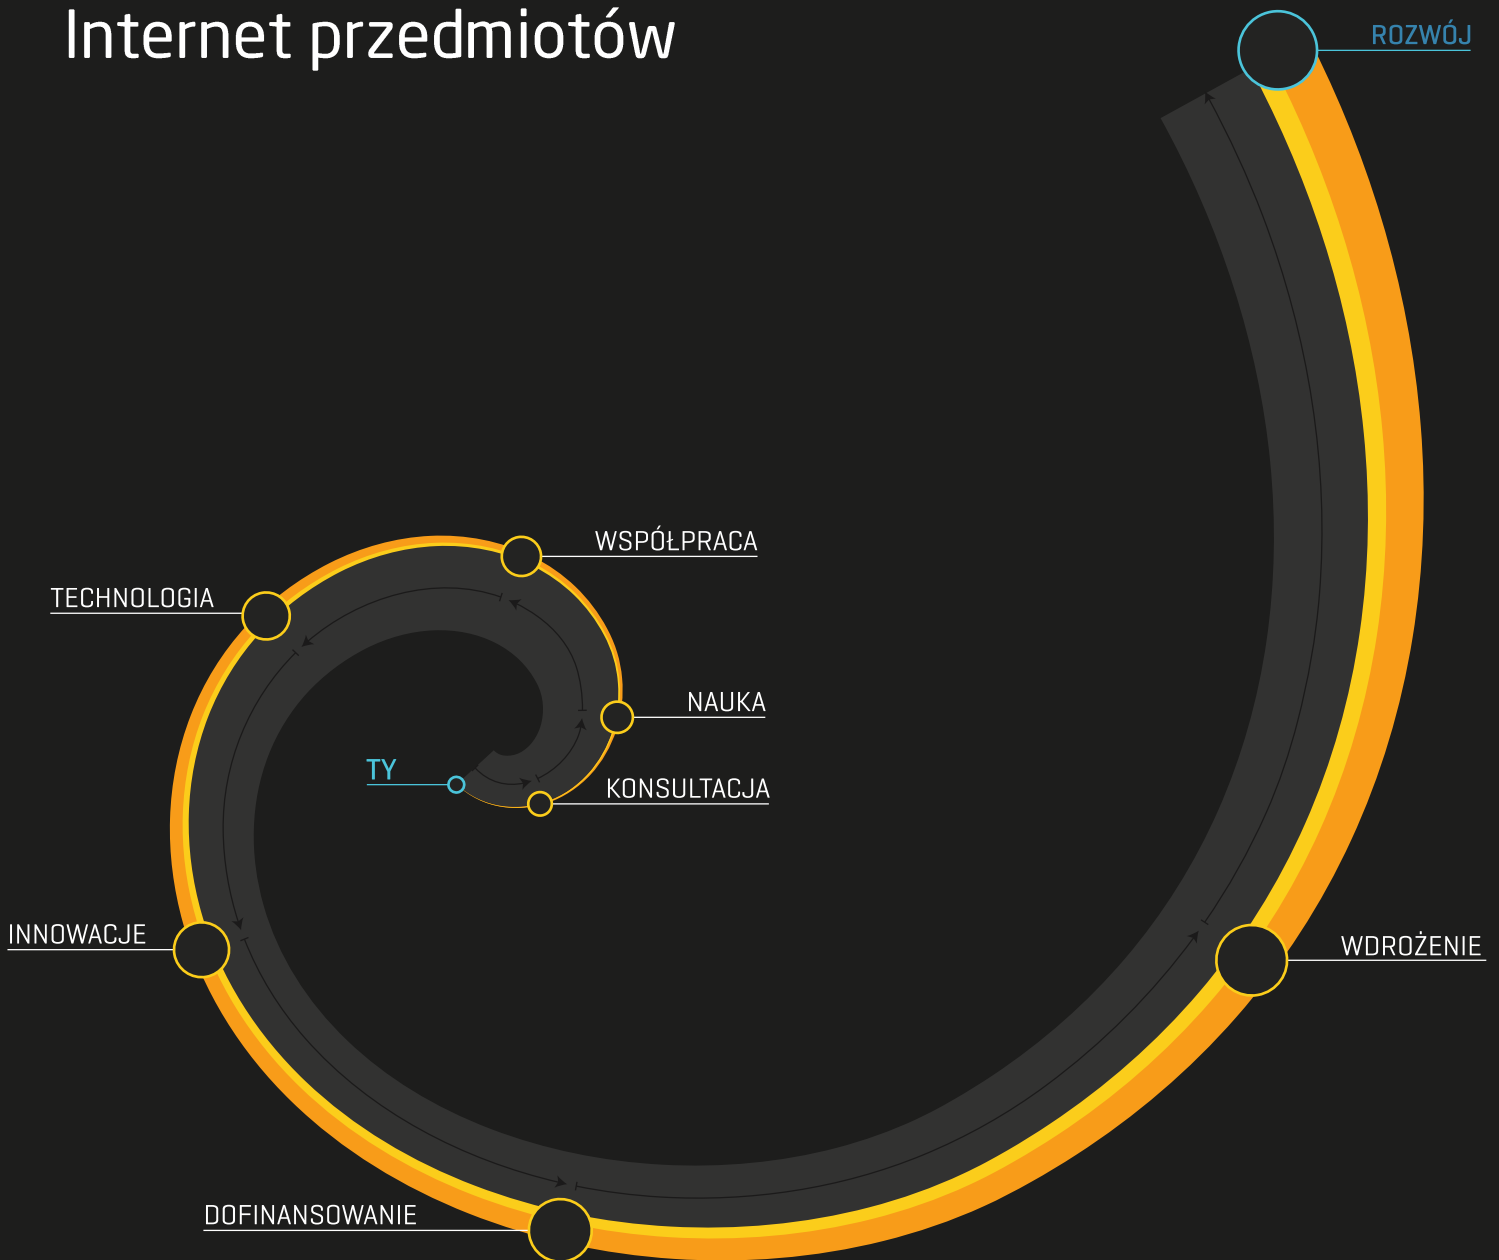 Internet przedmiotów
ROZWÓJ
WSPÓŁPRACA
TECHNOLOGIA
NAUKA
TY
KONSULTACJA
INNOWACJE
WDROŻENIE
DOFINANSOWANIE